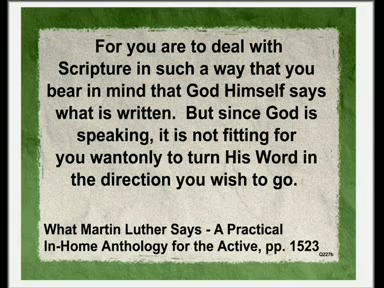 For you are to deal with
Scripture in such a way that you
bear in mind that God Himself says
what is written.  But since God is
speaking, it is not fitting for
you wantonly to turn His Word in
the direction you wish to go.
What Martin Luther Says - A Practical
In-Home Anthology for the Active, pp. 1523
Q227b